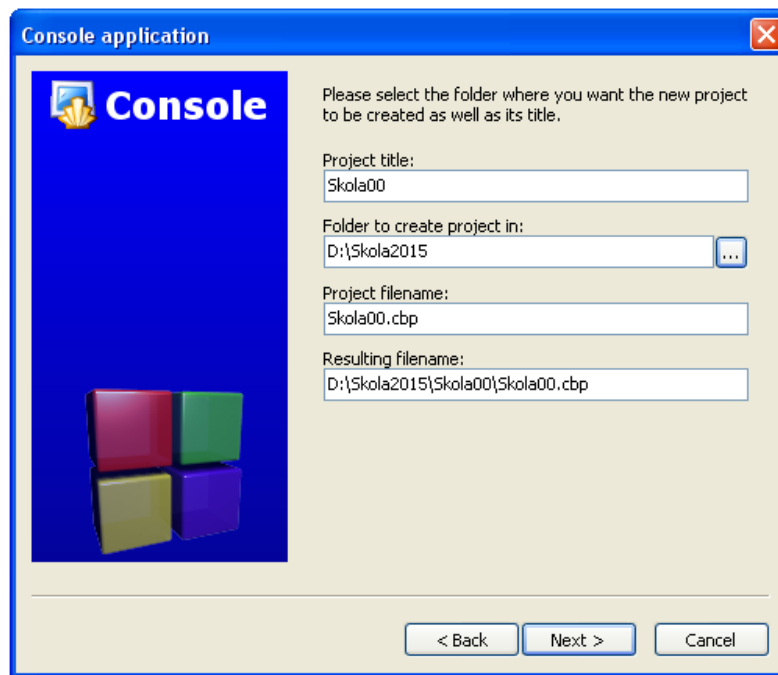 Console application
Console
Please select the folder where you want the new project
to be created as well as its title.
Project title:
Skola00
Folder to create project in:
D:\Skola2015
...
Project filename:
Skola00.cbp
Resulting filename:
D:\Skola2015\Skola00\Skola00.cbp
< Back
Next >
Cancel